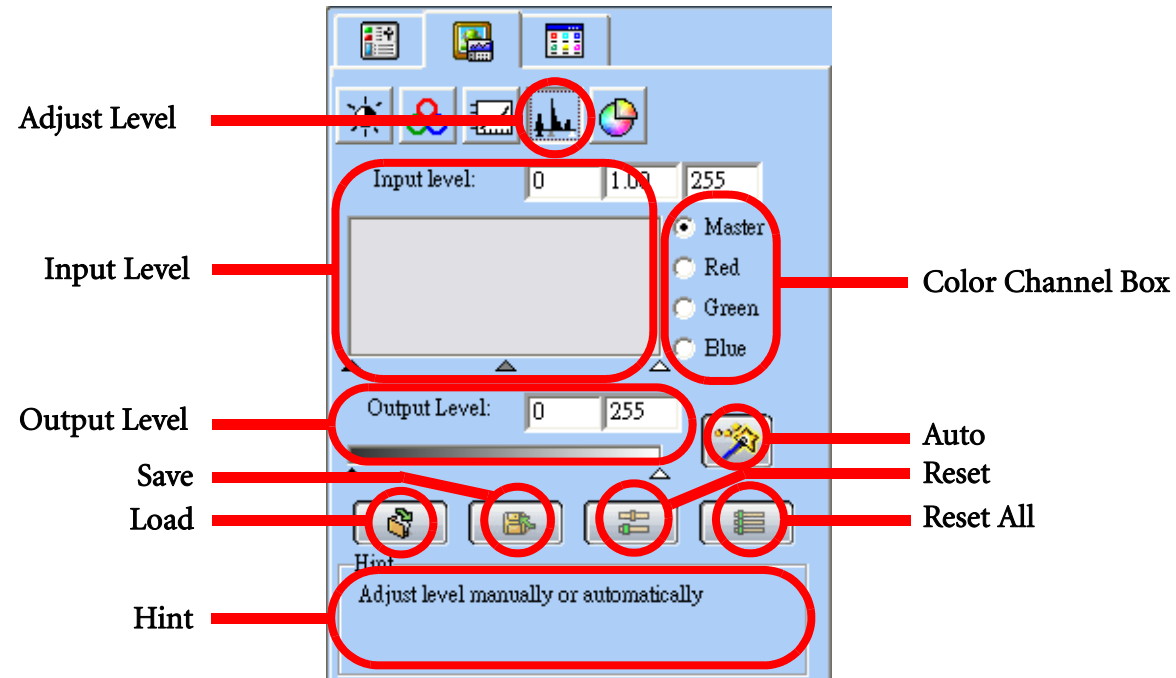 Adjust Level
Input level: 0 1.00 255
Master
Input Level
Red
Color Channel Box
Green
Blue
Output Level
Output Level: 0 255
Auto
Save
Reset
Load
Reset All
Hint
Adjust level manually or automatically
Hint